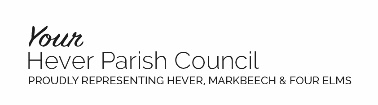 Your
Hever Parish Council
PROUDLY REPRESENTING HEVER, MARKBEECH & FOUR ELMS